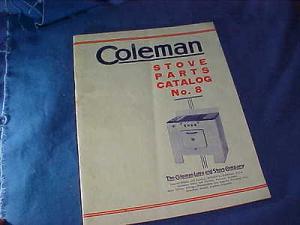 Coleman
STOVE
PARTS
CATALOG
No. 8
The Coleman Lamp and Stove Company